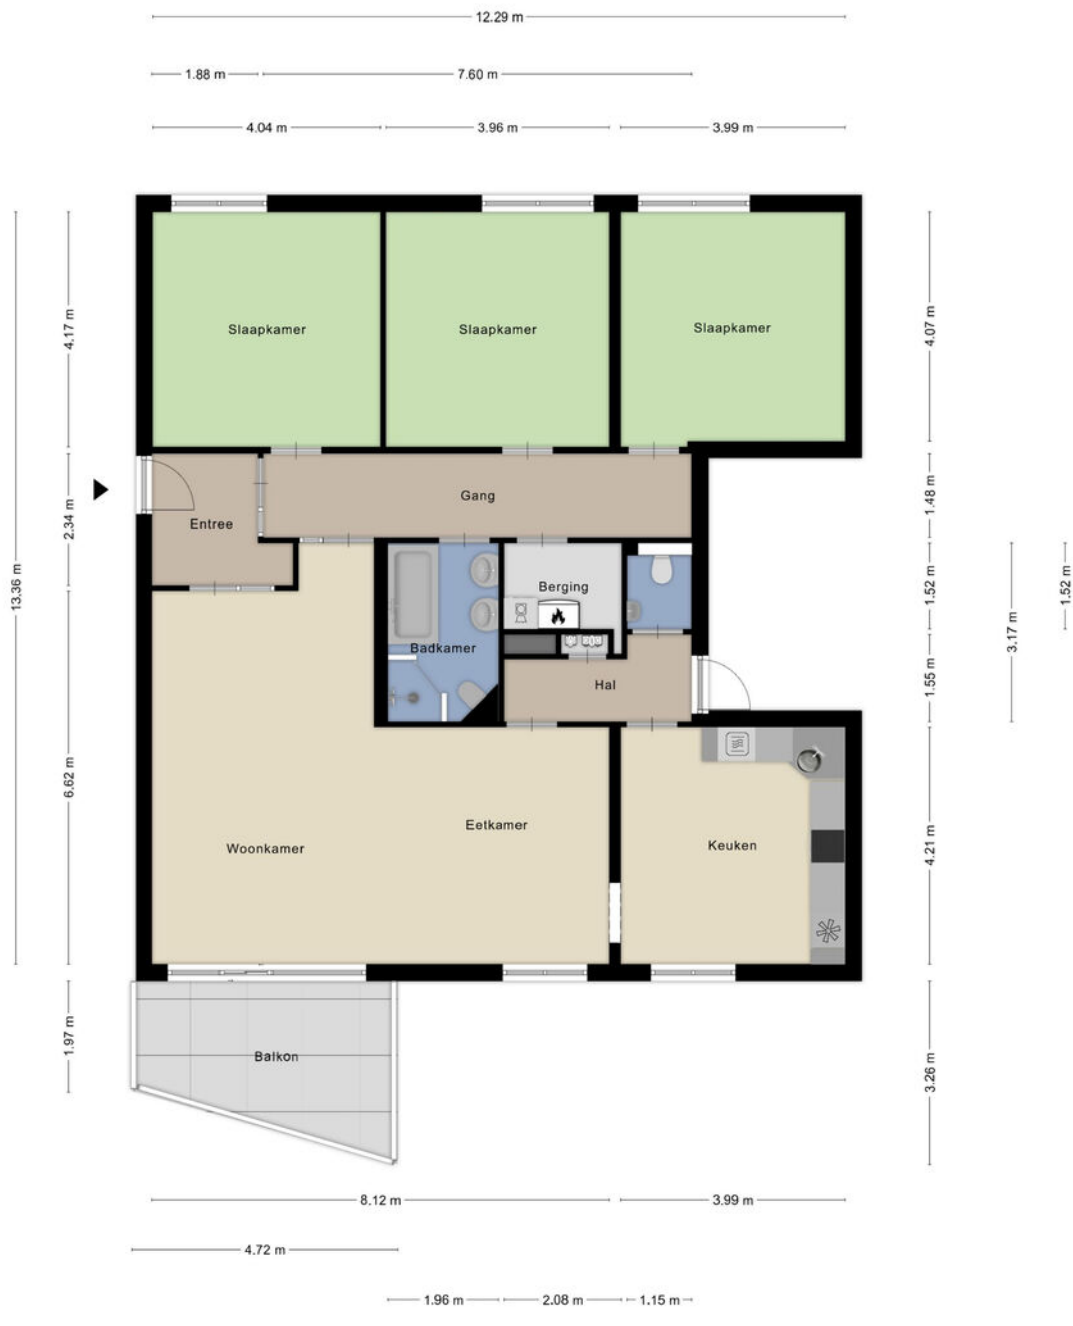 12.29 m
1.88 m
7.60 m
4.04 m
3.96 m
3.99 m
Slaapkamer
Slaapkamer
Slaapkamer
4.17 m
4.07 m
Gang
Entree
2.34 m
1.48 m
13.36 m
Berging
1.52 m
1.52 m
3.17 m
Badkamer
Hal
1.55 m
6.62 m
Eetkamer
Woonkamer
Keuken
4.21 m
1.97 m
Balkon
3.26 m
8.12 m
3.99 m
4.72 m
1.96 m
2.08 m
1.15 m